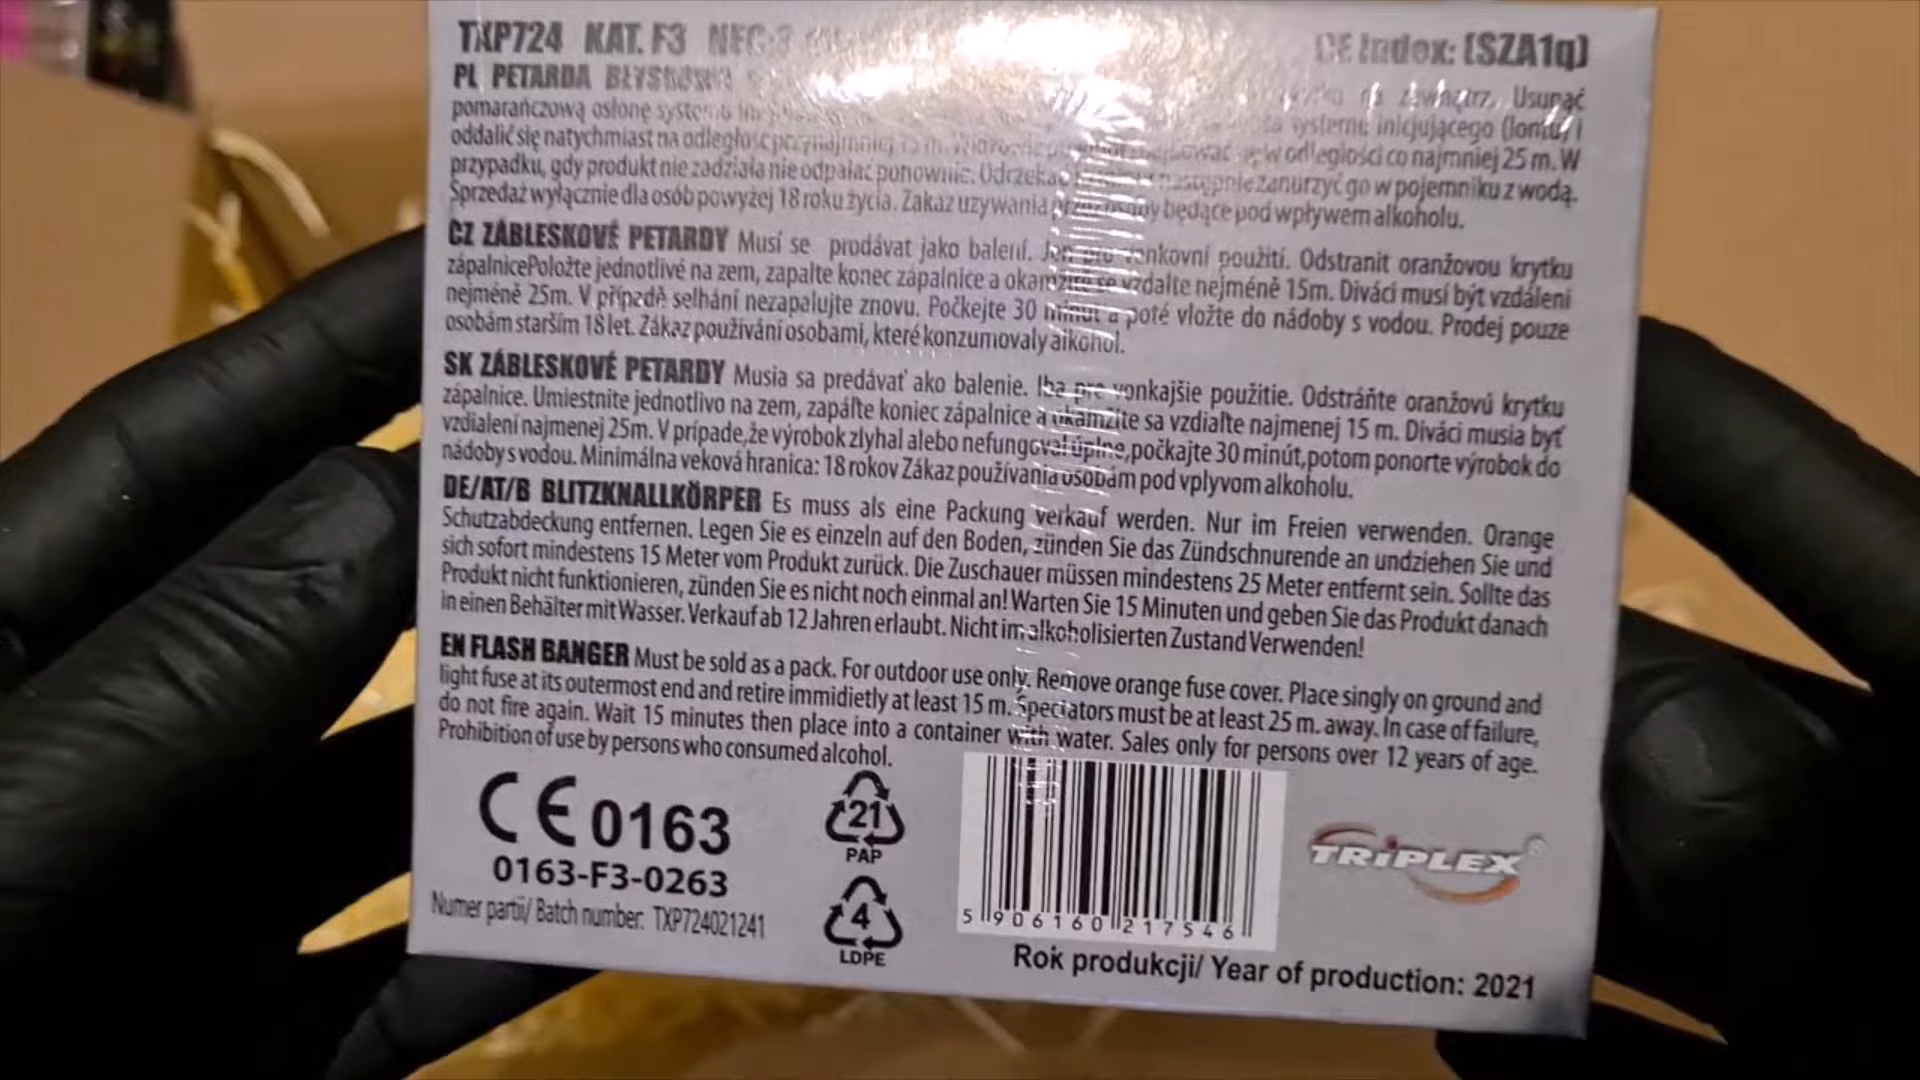 TXP724 KAT. F3 NEC:3 CE Index: (SZA1q)
PL PETARDA BŁYSKOWA na zewnątrz. Usunąć
pomarańczową osłonę systemu systemu inicjującego (lontu) i
oddalić się natychmiast na odległość przynajmniej 15 m. w odległości co najmniej 25 m. W
przypadku, gdy produkt nie zadziała nie odpalać ponownie. Odczekać następnie zanurzyć go w pojemniku z wodą.
Sprzedaż wyłącznie dla osób powyżej 18 roku życia. Zakaz uzywania przez osoby będące pod wpływem alkoholu.
CZ ZÁBLESKOVÉ PETARDY Musí se prodávat jako balení. Jen pro venkovní použití. Odstranit oranžovou krytku
zápalnicePoložte jednotlivé na zem, zapalte konec zápalnice a okamžitě se vzdalte nejméně 15m. Diváci musí být vzdáleni
nejméně 25m. V případě selhání nezapalujte znovu. Počkejte 30 minut a poté vložte do nádoby s vodou. Prodej pouze
osobám starším 18 let. Zákaz používání osobami, které konzumovaly alkohol.
SK ZÁBLESKOVÉ PETARDY Musia sa predávať ako balenie. Iba pre vonkajšie použitie. Odstráňte oranžovú krytku
zápalnice. Umiestnite jednotlivo na zem, zapáľte koniec zápalnice a okamžite sa vzdiaľte najmenej 15 m. Diváci musia byť
vzdialení najmenej 25m. V prípade,že výrobok zlyhal alebo nefungoval úplne,počkajte 30 minút,potom ponorte výrobok do
nádoby s vodou. Minimálna veková hranica: 18 rokov Zákaz používania osobám pod vplyvom alkoholu.
DE/AT/B BLITZKNALLKÖRPER Es muss als eine Packung verkauf werden. Nur im Freien verwenden. Orange
Schutzabdeckung entfernen. Legen Sie es einzeln auf den Boden, zünden Sie das Zündschnurende an undziehen Sie und
sich sofort mindestens 15 Meter vom Produkt zurück. Die Zuschauer müssen mindestens 25 Meter entfernt sein. Sollte das
Produkt nicht funktionieren, zünden Sie es nicht noch einmal an! Warten Sie 15 Minuten und geben Sie das Produkt danach
in einen Behälter mit Wasser. Verkauf ab 12 Jahren erlaubt. Nicht im alkoholisierten Zustand Verwenden!
EN FLASH BANGER Must be sold as a pack. For outdoor use only. Remove orange fuse cover. Place singly on ground and
light fuse at its outermost end and retire immidietly at least 15 m. Spectators must be at least 25 m. away. In case of failure,
do not fire again. Wait 15 minutes then place into a container with water. Sales only for persons over 12 years of age.
Prohibition of use by persons who consumed alcohol.
CE 0163
0163-F3-0263
Numer partii/ Batch number: TXP724021241
21
PAP
4
LDPE
5 906160 217546
TRIPLEX®
Rok produkcji/ Year of production: 2021